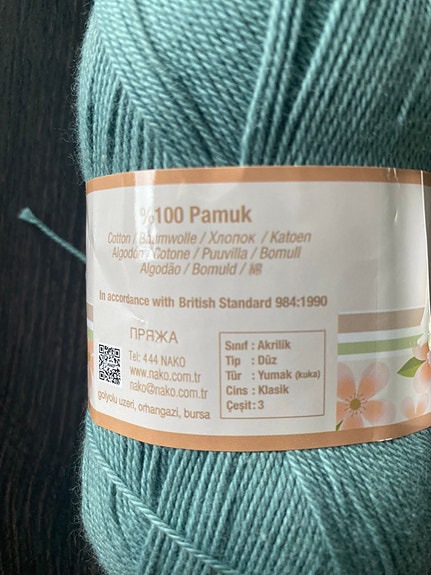 %100 Pamuk
Cotton / Baumwolle / Хлопок / Katoen
Algodón / Cotone / Puuvilla / Bomull
Algodão / Bomuld / 綿
In accordance with British Standard 984:1990
ПРЯЖА
Tel: 444 NAKO
www.nako.com.tr
nako@nako.com.tr
golyolu uzeri, orhangazi, bursa
Sınıf : Akrilik
Tip : Düz
Tür : Yumak (kuka)
Cins : Klasik
Çeşit : 3